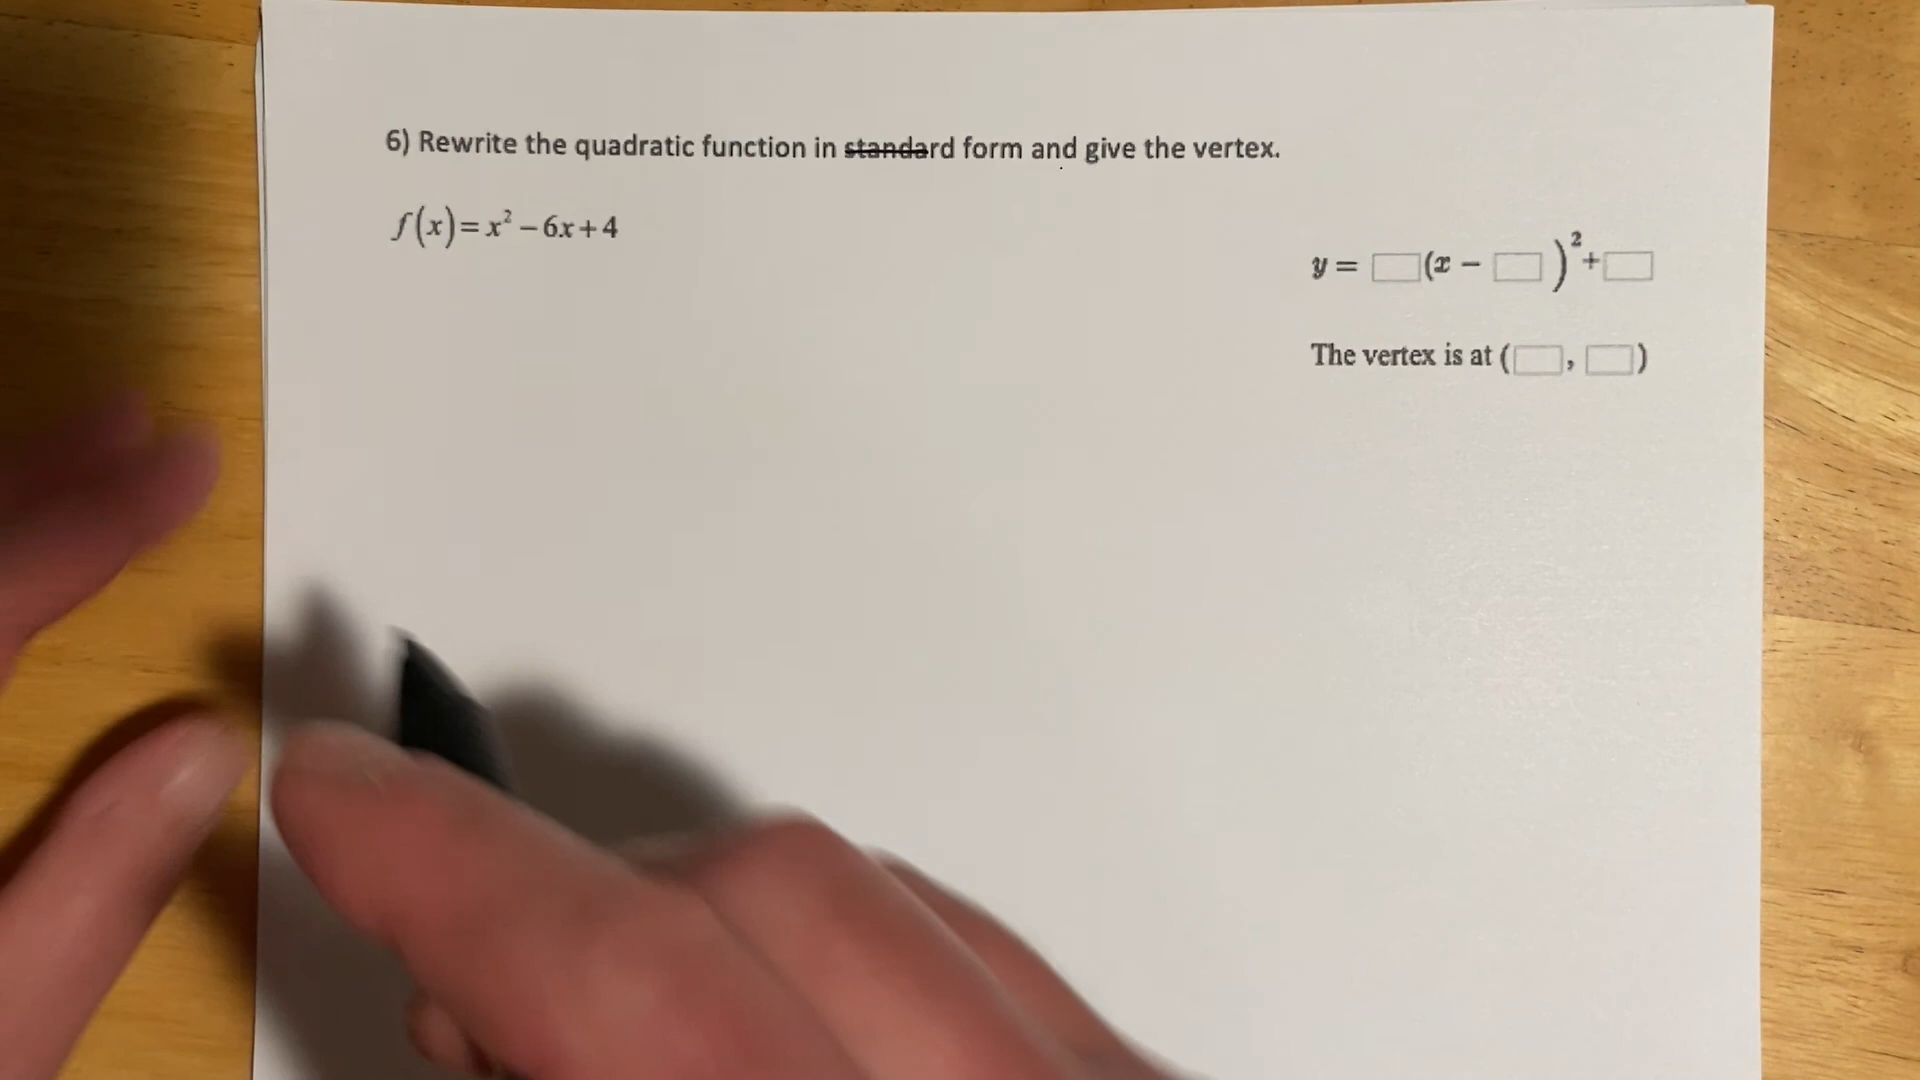 6) Rewrite the quadratic function in standard form and give the vertex.
f(x)=x²−6x+4
y = □(x − □)²+□
The vertex is at (□, □)